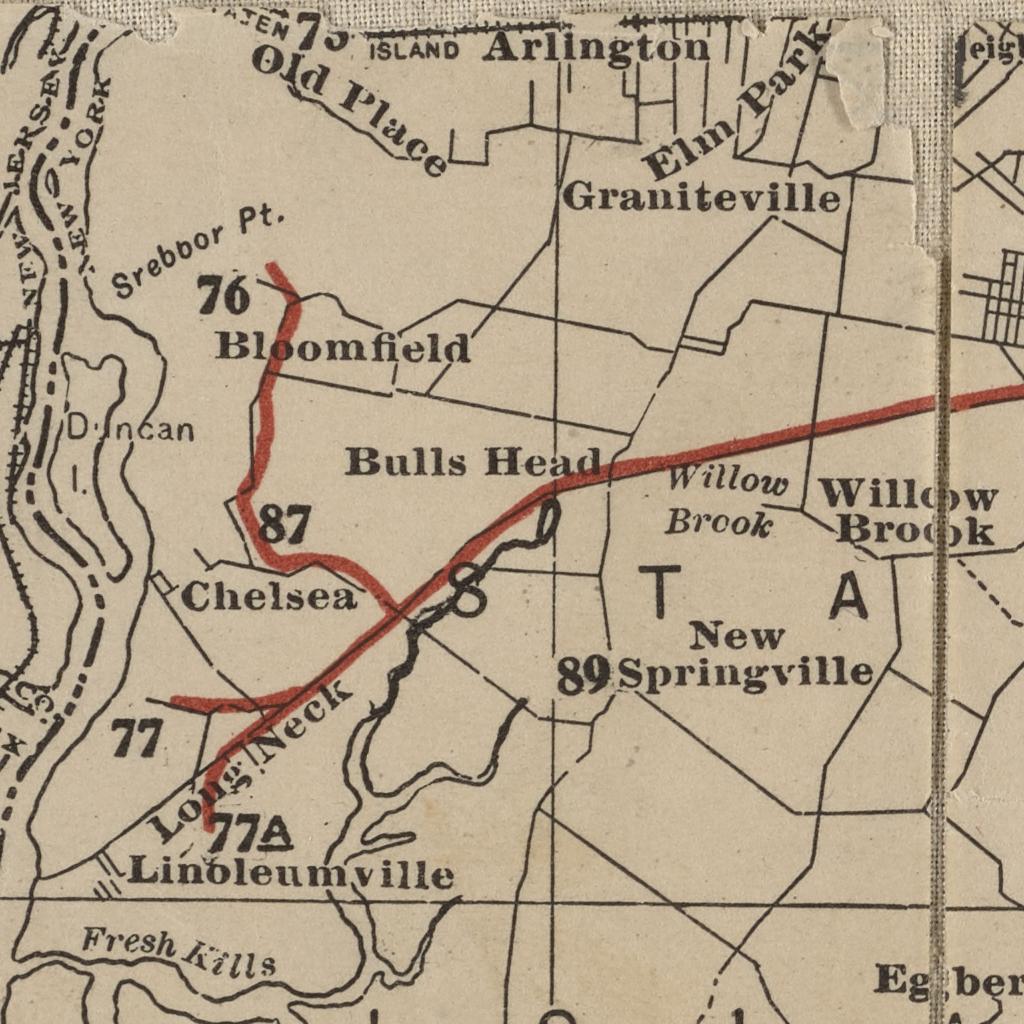 75
ISLAND Arlington
Old Place
Elm Park
Graniteville
NEW JERSEY
NEW YORK
Srebbor Pt.
76
Bloomfield
Duncan
I.
Bulls Head
Willow
Brook
Willow
Brook
87
Chelsea
S T A
New
89 Springville
77
Long Neck
77A
Linoleumville
Fresh Kills